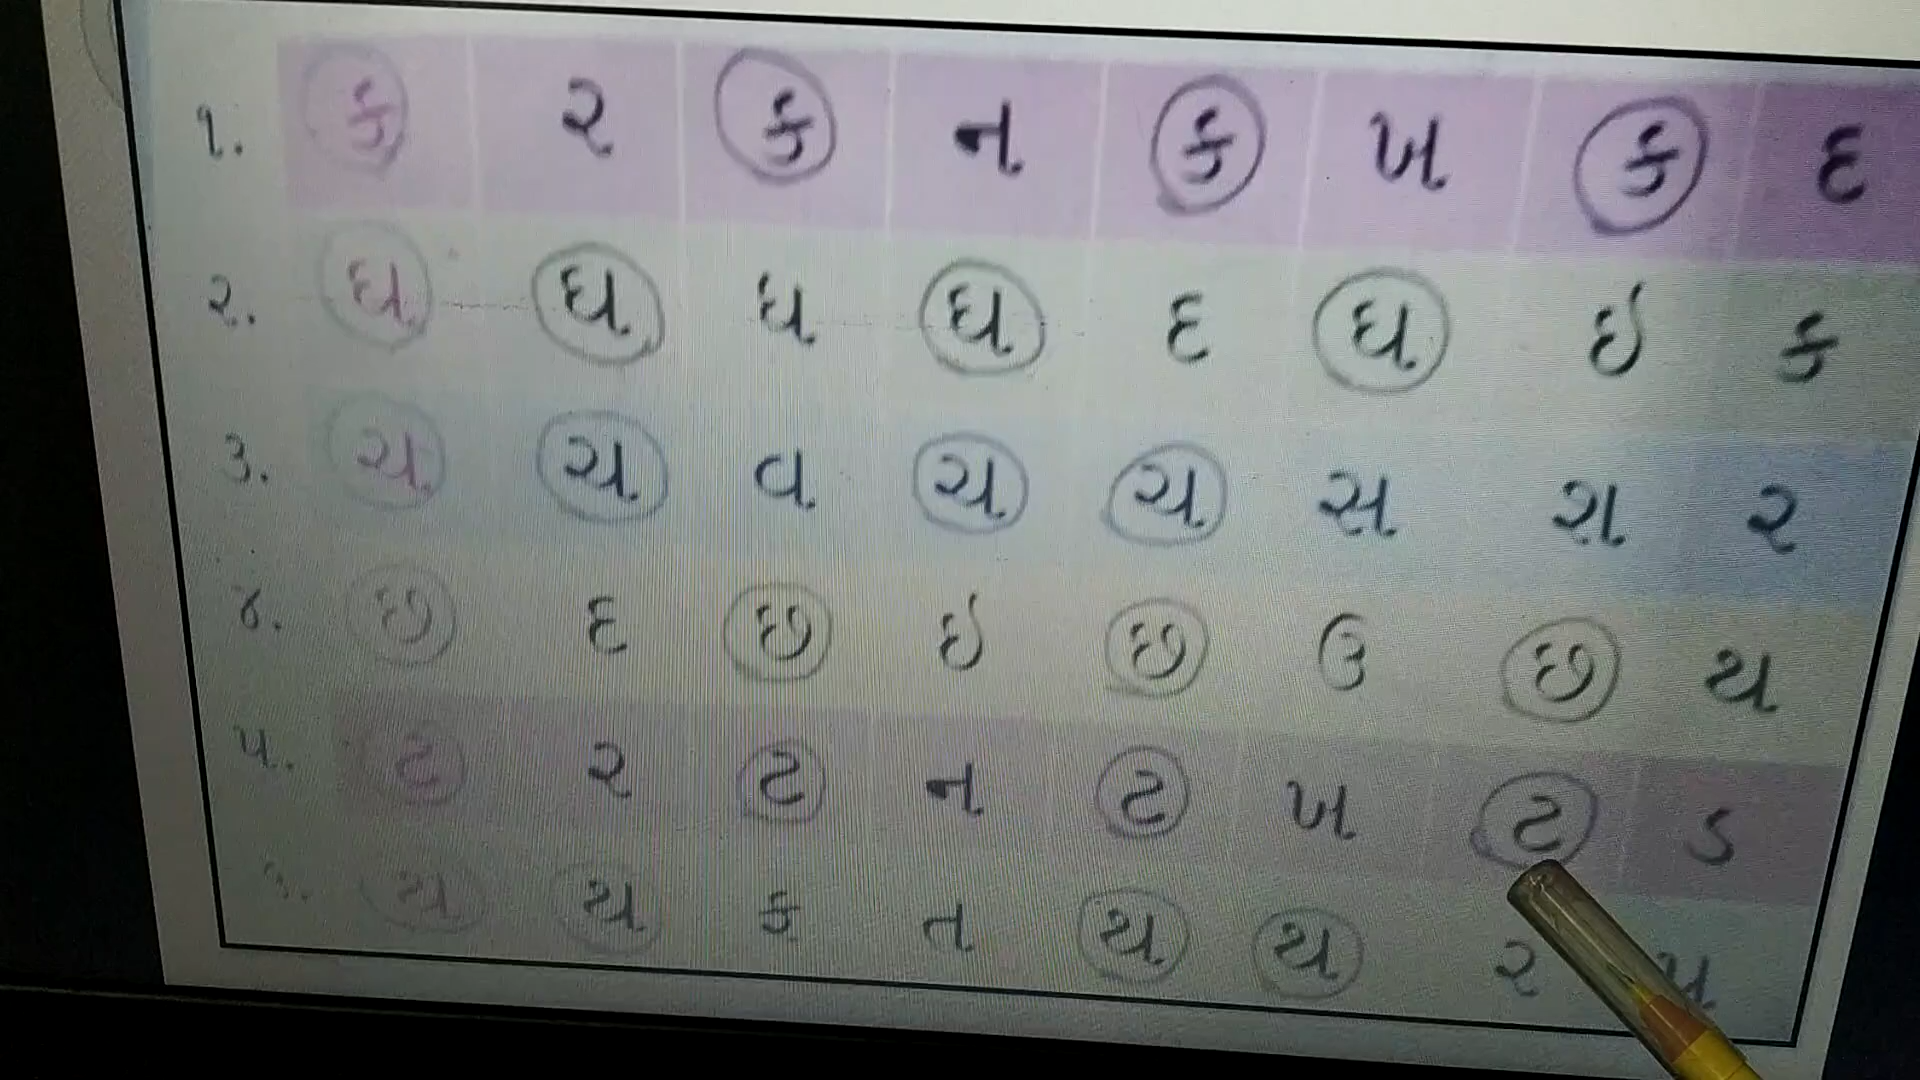 ૧. ક ર ક ન ક ખ ક દ
૨. ઘ ઘ ધ ઘ દ ઘ ઇ ક
૩. ચ ચ વ ચ ચ સ શ ર
૪. છ દ છ ઇ છ ઉ છ ય
૫. ટ ર ટ ન ટ ખ ટ ડ
થ થ ક ત થ થ ર